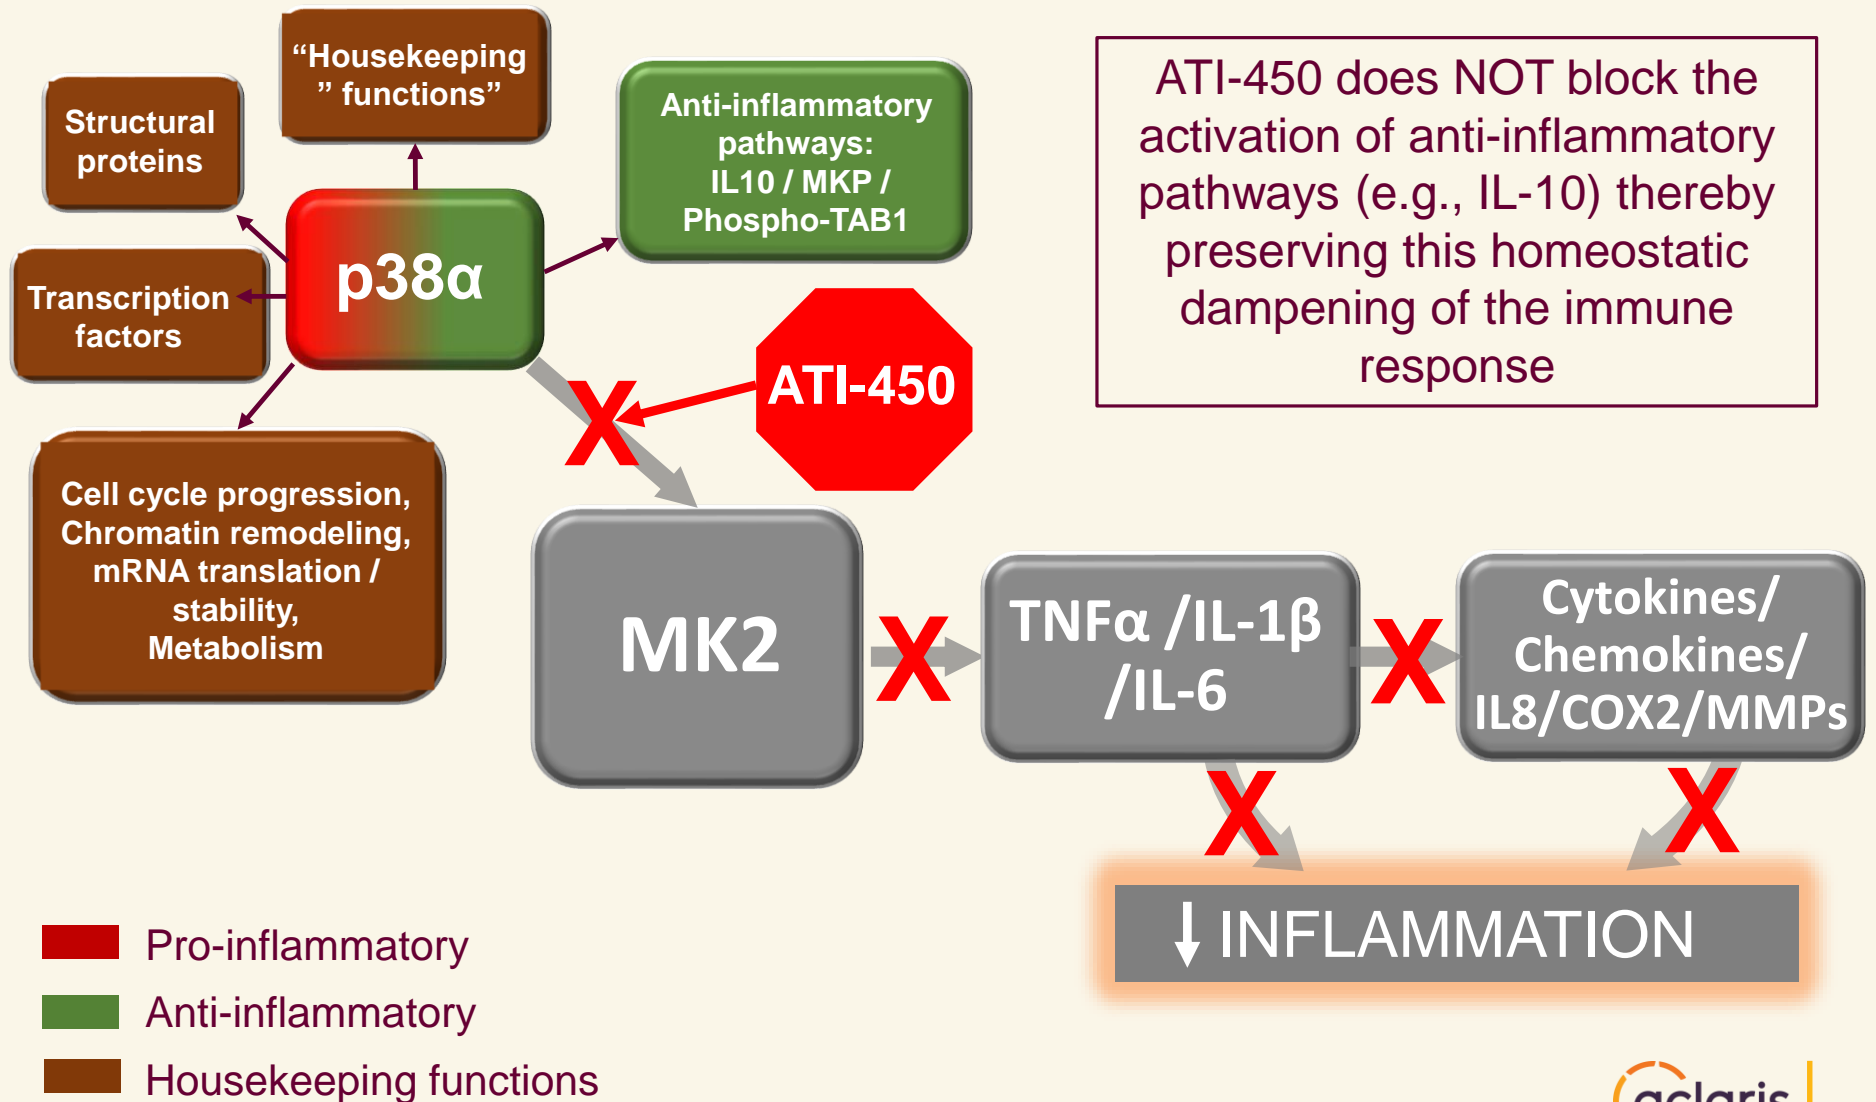 “Housekeeping
” functions”
Structural
proteins
Anti-inflammatory
pathways:
IL10 / MKP /
Phospho-TAB1
ATI-450 does NOT block the
activation of anti-inflammatory
pathways (e.g., IL-10) thereby
preserving this homeostatic
dampening of the immune
response
p38α
Transcription
factors
ATI-450
X
Cell cycle progression,
Chromatin remodeling,
mRNA translation /
stability,
Metabolism
MK2
X
TNFα /IL-1β
/IL-6
X
Cytokines/
Chemokines/
IL8/COX2/MMPs
X
X
INFLAMMATION
Pro-inflammatory
Anti-inflammatory
Housekeeping functions
aclaris